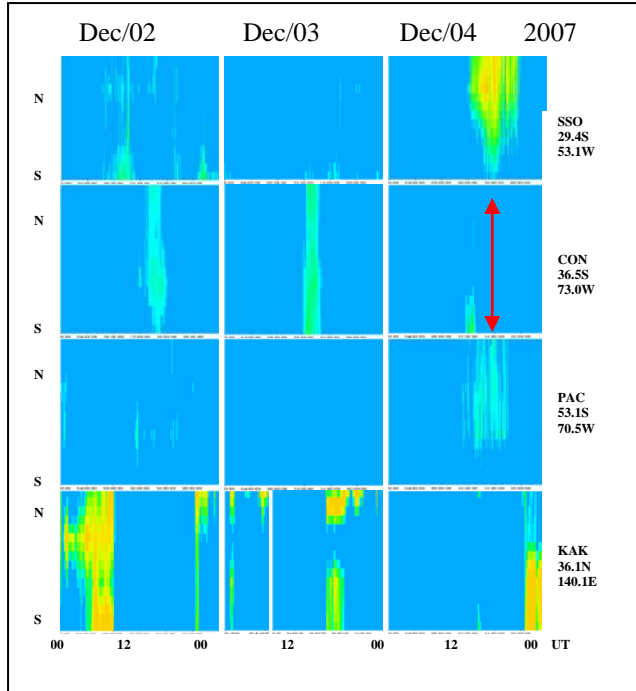 Dec/02 Dec/03 Dec/04 2007
N
SSO
29.4S
53.1W
S
N
CON
36.5S
73.0W
S
N
PAC
53.1S
70.5W
S
N
KAK
36.1N
140.1E
S
00 12 00 12 00 12 00 UT